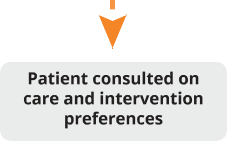 Patient consulted on
care and intervention
preferences